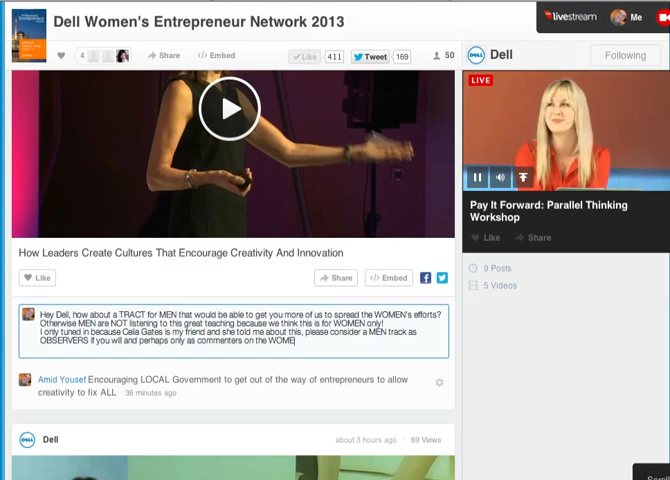 Dell Women's Entrepreneur Network 2013
livestream
Me
4
Share
Embed
Like
411
Tweet
169
50
DELL
Dell
Following
LIVE
Pay It Forward: Parallel Thinking
Workshop
Like
Share
9 Posts
5 Videos
How Leaders Create Cultures That Encourage Creativity And Innovation
Like
Share
Embed
Hey Dell, how about a TRACT for MEN that would be able to get you more of us to spread the WOMEN's efforts?
Otherwise MEN are NOT listening to this great teaching because we think this is for WOMEN only!
I only tuned in because Celia Gates is my friend and she told me about this, please consider a MEN track as
OBSERVERS if you will and perhaps only as commenters on the WOME
Amid Yousef Encouraging LOCAL Government to get out of the way of entrepreneurs to allow
creativity to fix ALL 36 minutes ago
DELL
Dell
about 3 hours ago · 69 Views